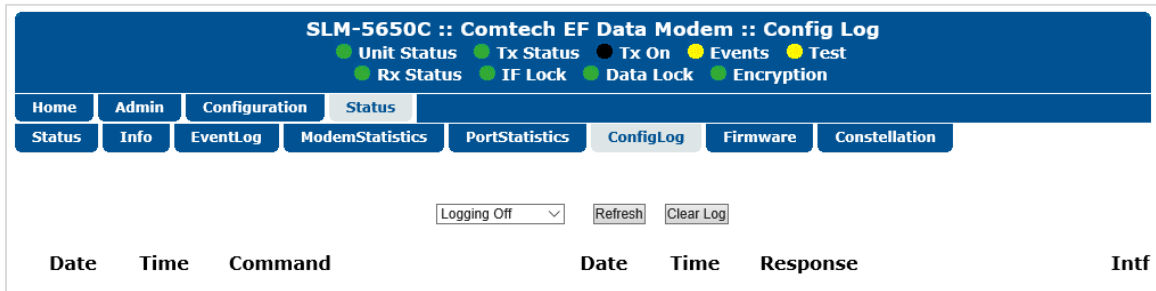 SLM-5650C :: Comtech EF Data Modem :: Config Log
Unit Status Tx Status Tx On Events Test
Rx Status IF Lock Data Lock Encryption
Home Admin Configuration Status
Status Info EventLog ModemStatistics PortStatistics ConfigLog Firmware Constellation
Logging Off Refresh Clear Log
Date Time Command Date Time Response Intf